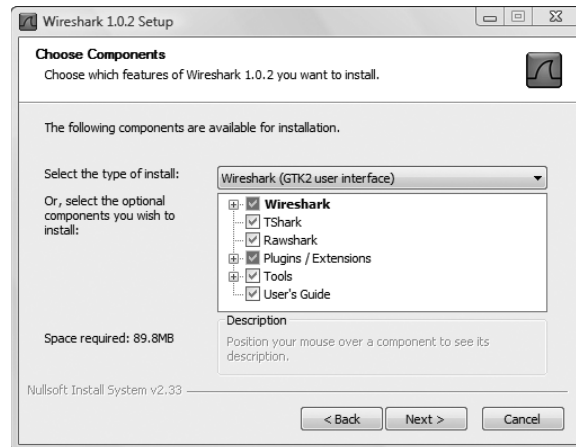 Wireshark 1.0.2 Setup
Choose Components
Choose which features of Wireshark 1.0.2 you want to install.
The following components are available for installation.
Select the type of install:
Wireshark (GTK2 user interface)
Or, select the optional
components you wish to
install:
Wireshark
TShark
Rawshark
Plugins / Extensions
Tools
User's Guide
Space required: 89.8MB
Description
Position your mouse over a component to see its
description.
Nullsoft Install System v2.33
< Back
Next >
Cancel